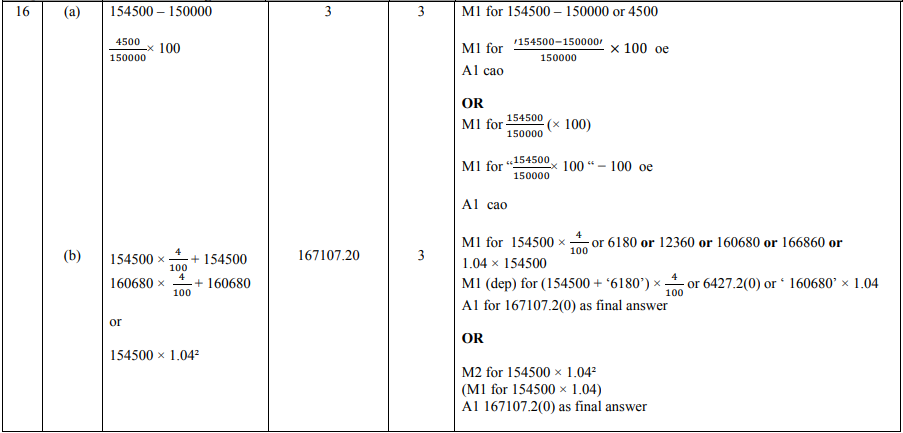 16 (a) 154500 – 150000 3 3 M1 for 154500 – 150000 or 4500
4500/150000 × 100 M1 for ′154500−150000′/150000 × 100 oe
A1 cao
OR
M1 for 154500/150000 (× 100)
M1 for “154500/150000 × 100 “ − 100 oe
A1 cao
(b) 154500 × 4/100 + 154500 167107.20 3 M1 for 154500 × 4/100 or 6180 or 12360 or 160680 or 166860 or
1.04 × 154500
160680 × 4/100 + 160680 M1 (dep) for (154500 + ‘6180’) × 4/100 or 6427.2(0) or ‘ 160680’ × 1.04
A1 for 167107.2(0) as final answer
or
OR
154500 × 1.04²
M2 for 154500 × 1.04²
(M1 for 154500 × 1.04)
A1 167107.2(0) as final answer